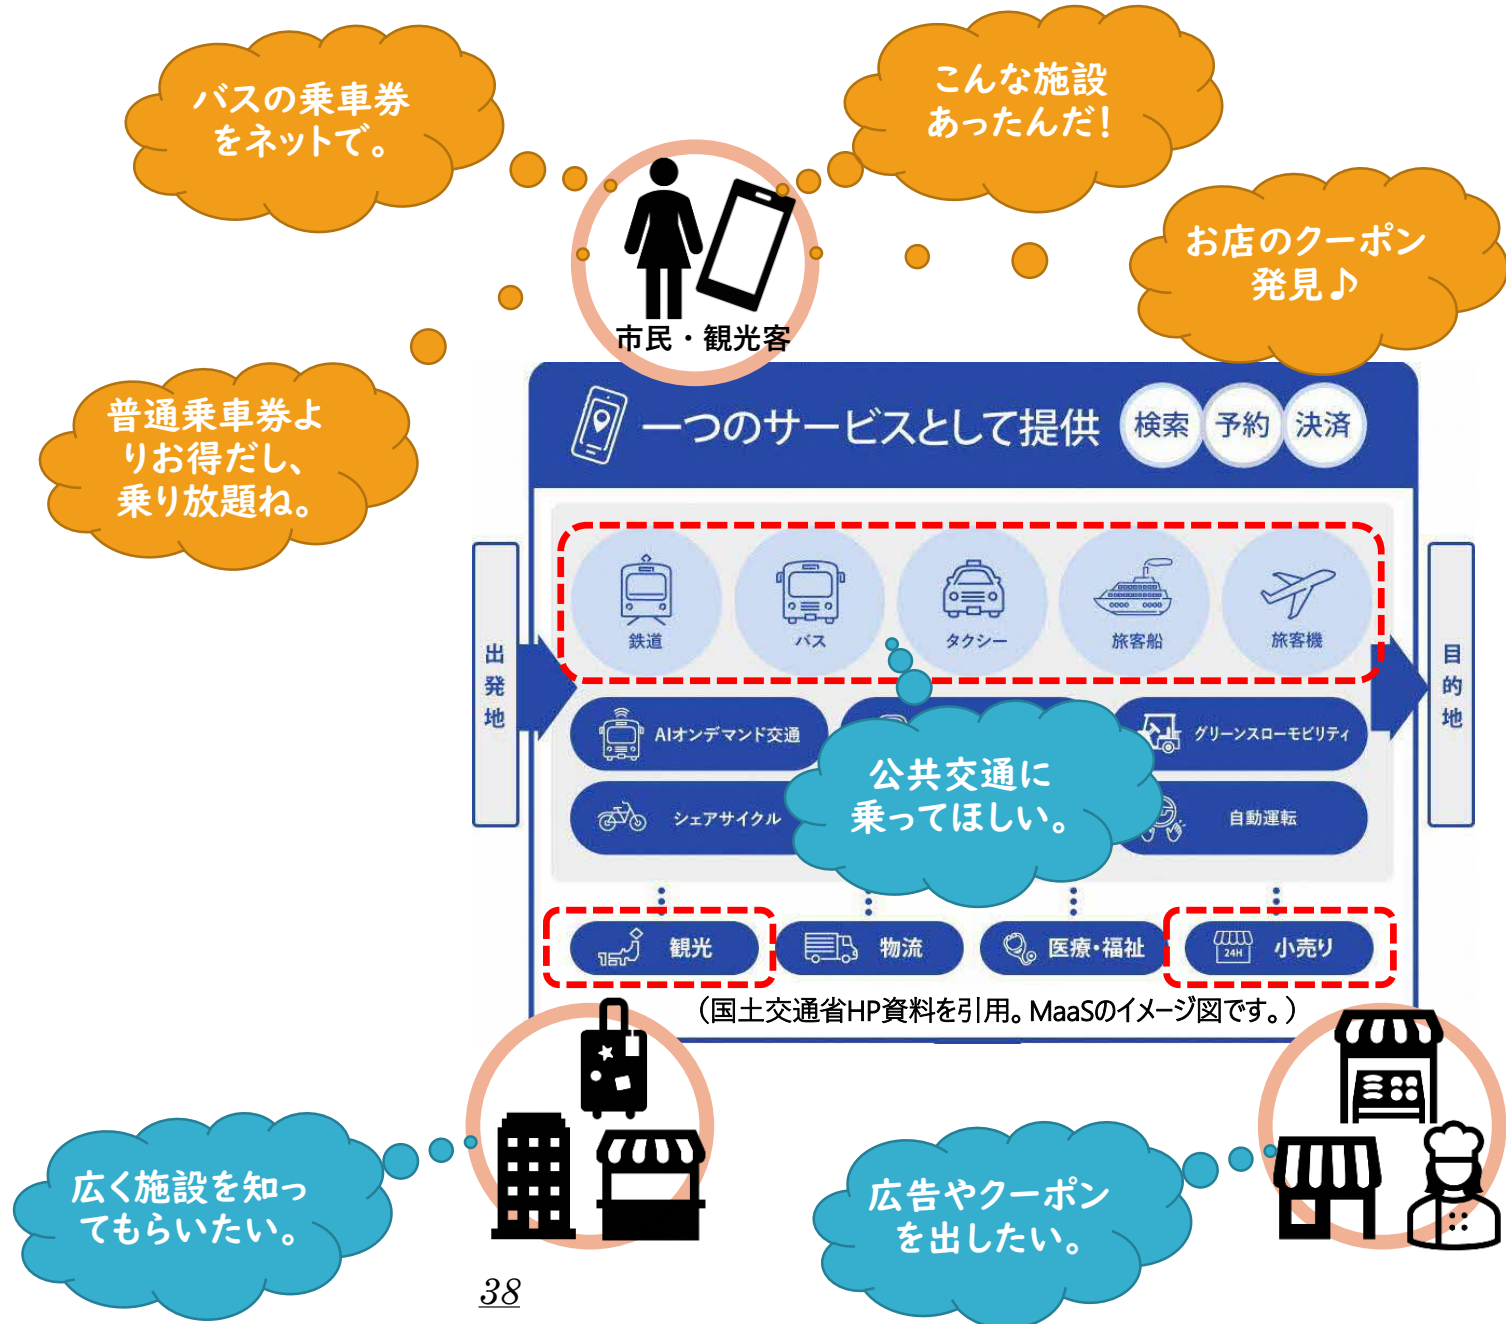 バスの乗車券
をネットで。
こんな施設
あったんだ！
お店のクーポン
発見♪
市民・観光客
普通乗車券よ
りお得だし、
乗り放題ね。
一つのサービスとして提供
検索
予約
決済
出発地
目的地
鉄道
バス
タクシー
旅客船
旅客機
AIオンデマンド交通
グリーンスローモビリティ
公共交通に
乗ってほしい。
シェアサイクル
自動運転
観光
物流
医療・福祉
24H
小売り
（国土交通省HP資料を引用。MaaSのイメージ図です。）
広く施設を知っ
てもらいたい。
広告やクーポン
を出したい。
38